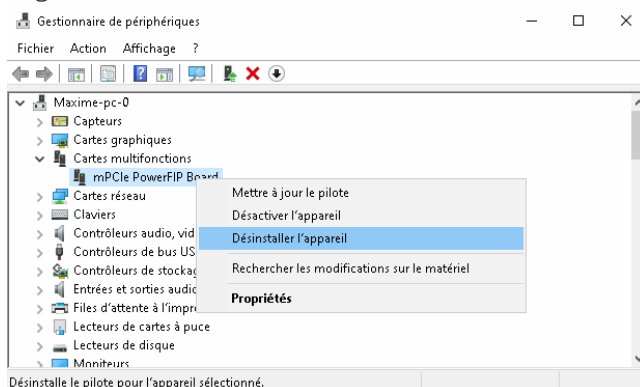 Gestionnaire de périphériques
Fichier Action Affichage ?
Maxime-pc-0
Capteurs
Cartes graphiques
Cartes multifonctions
mPCIe PowerFIP Board
Cartes réseau
Claviers
Contrôleurs audio, vid
Contrôleurs de bus US
Contrôleurs de stockag
Entrées et sorties audio
Files d'attente à l'impre
Lecteurs de cartes à puce
Lecteurs de disque
Moniteurs
Mettre à jour le pilote
Désactiver l'appareil
Désinstaller l'appareil
Rechercher les modifications sur le matériel
Propriétés
Désinstalle le pilote pour l'appareil sélectionné.